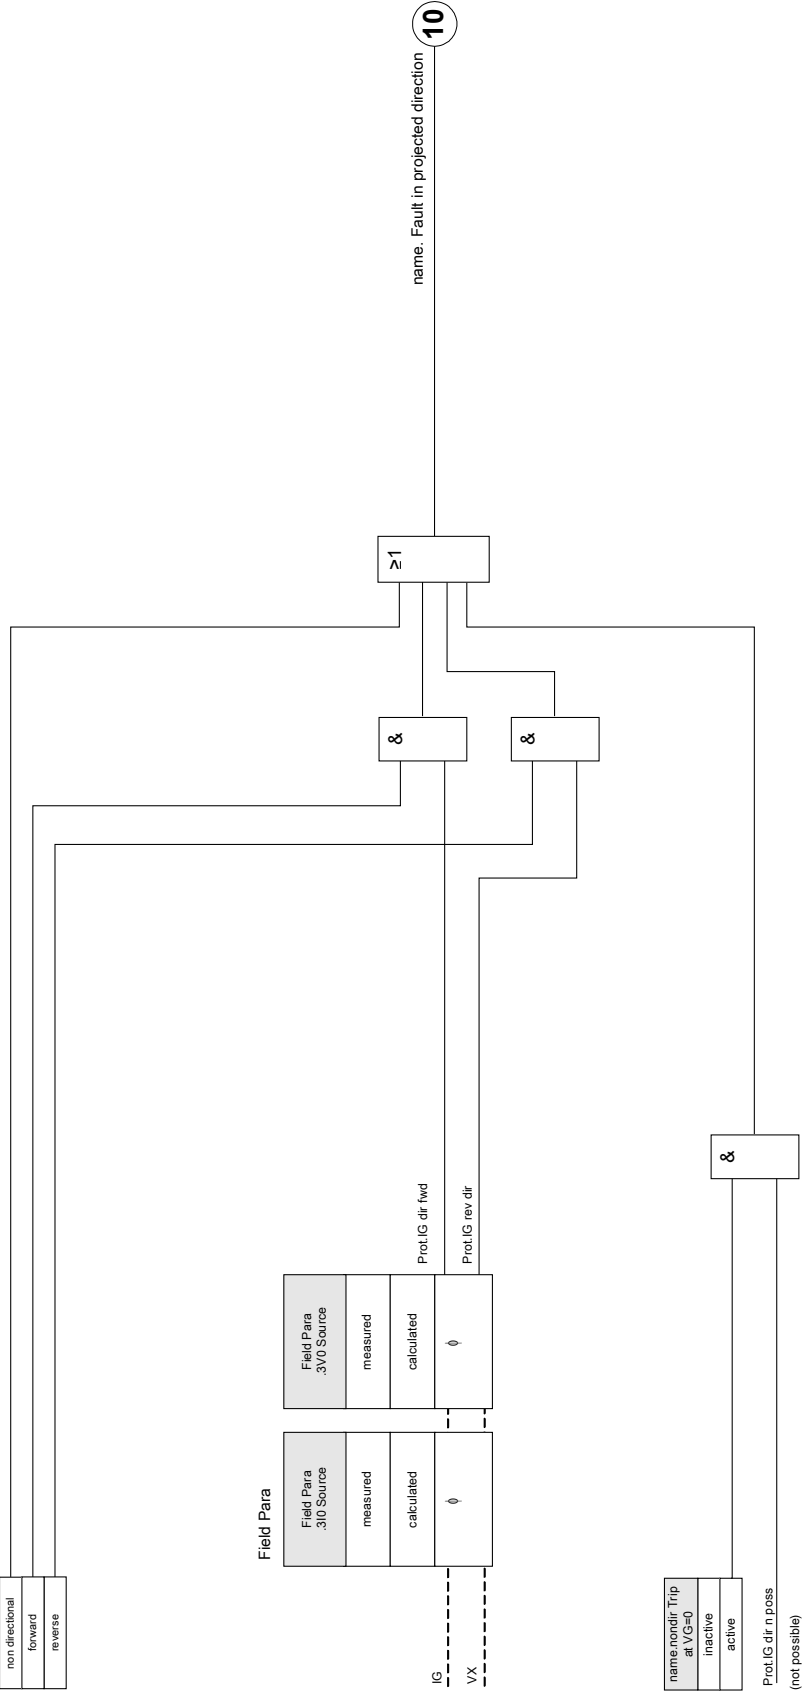 non directional
forward
reverse
Field Para
Field Para
.3I0 Source
measured
calculated
φ
Field Para
.3V0 Source
measured
calculated
φ
IG
VX
Prot.IG dir fwd
Prot.IG rev dir
&
&
≥1
name. Fault in projected direction
10
name.nondir Trip
at VG=0
inactive
active
Prot.IG dir n poss
(not possible)
&